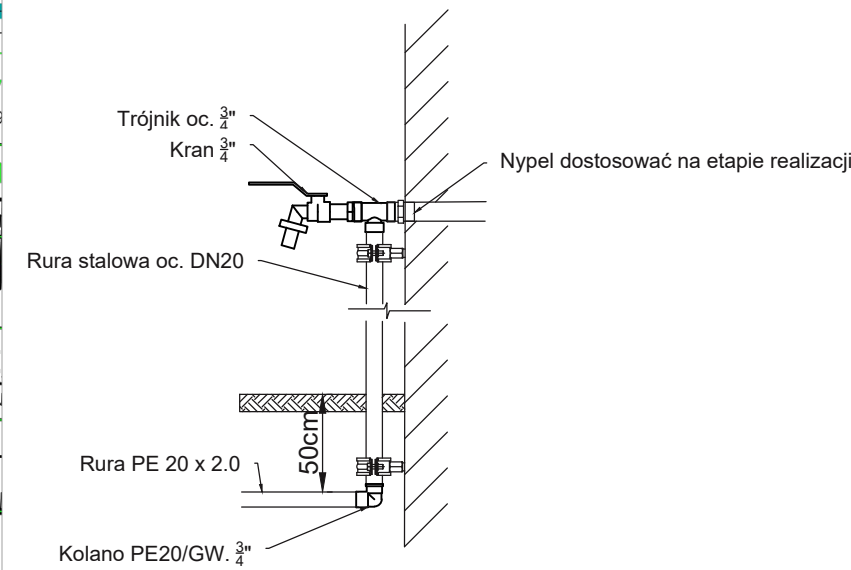 Trójnik oc. 3/4"
Kran 3/4"
Nypel dostosować na etapie realizacji
Rura stalowa oc. DN20
50cm
Rura PE 20 x 2.0
Kolano PE20/GW. 3/4"